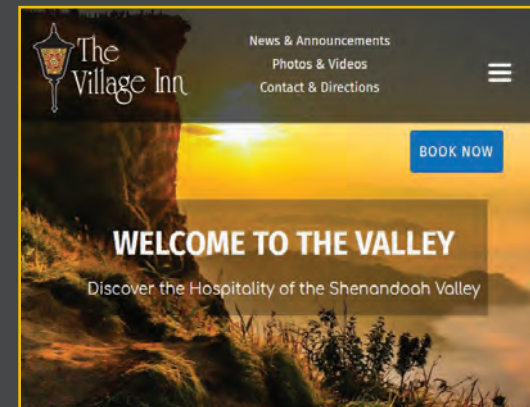 The
Village Inn
News & Announcements
Photos & Videos
Contact & Directions
BOOK NOW
WELCOME TO THE VALLEY
Discover the Hospitality of the Shenandoah Valley